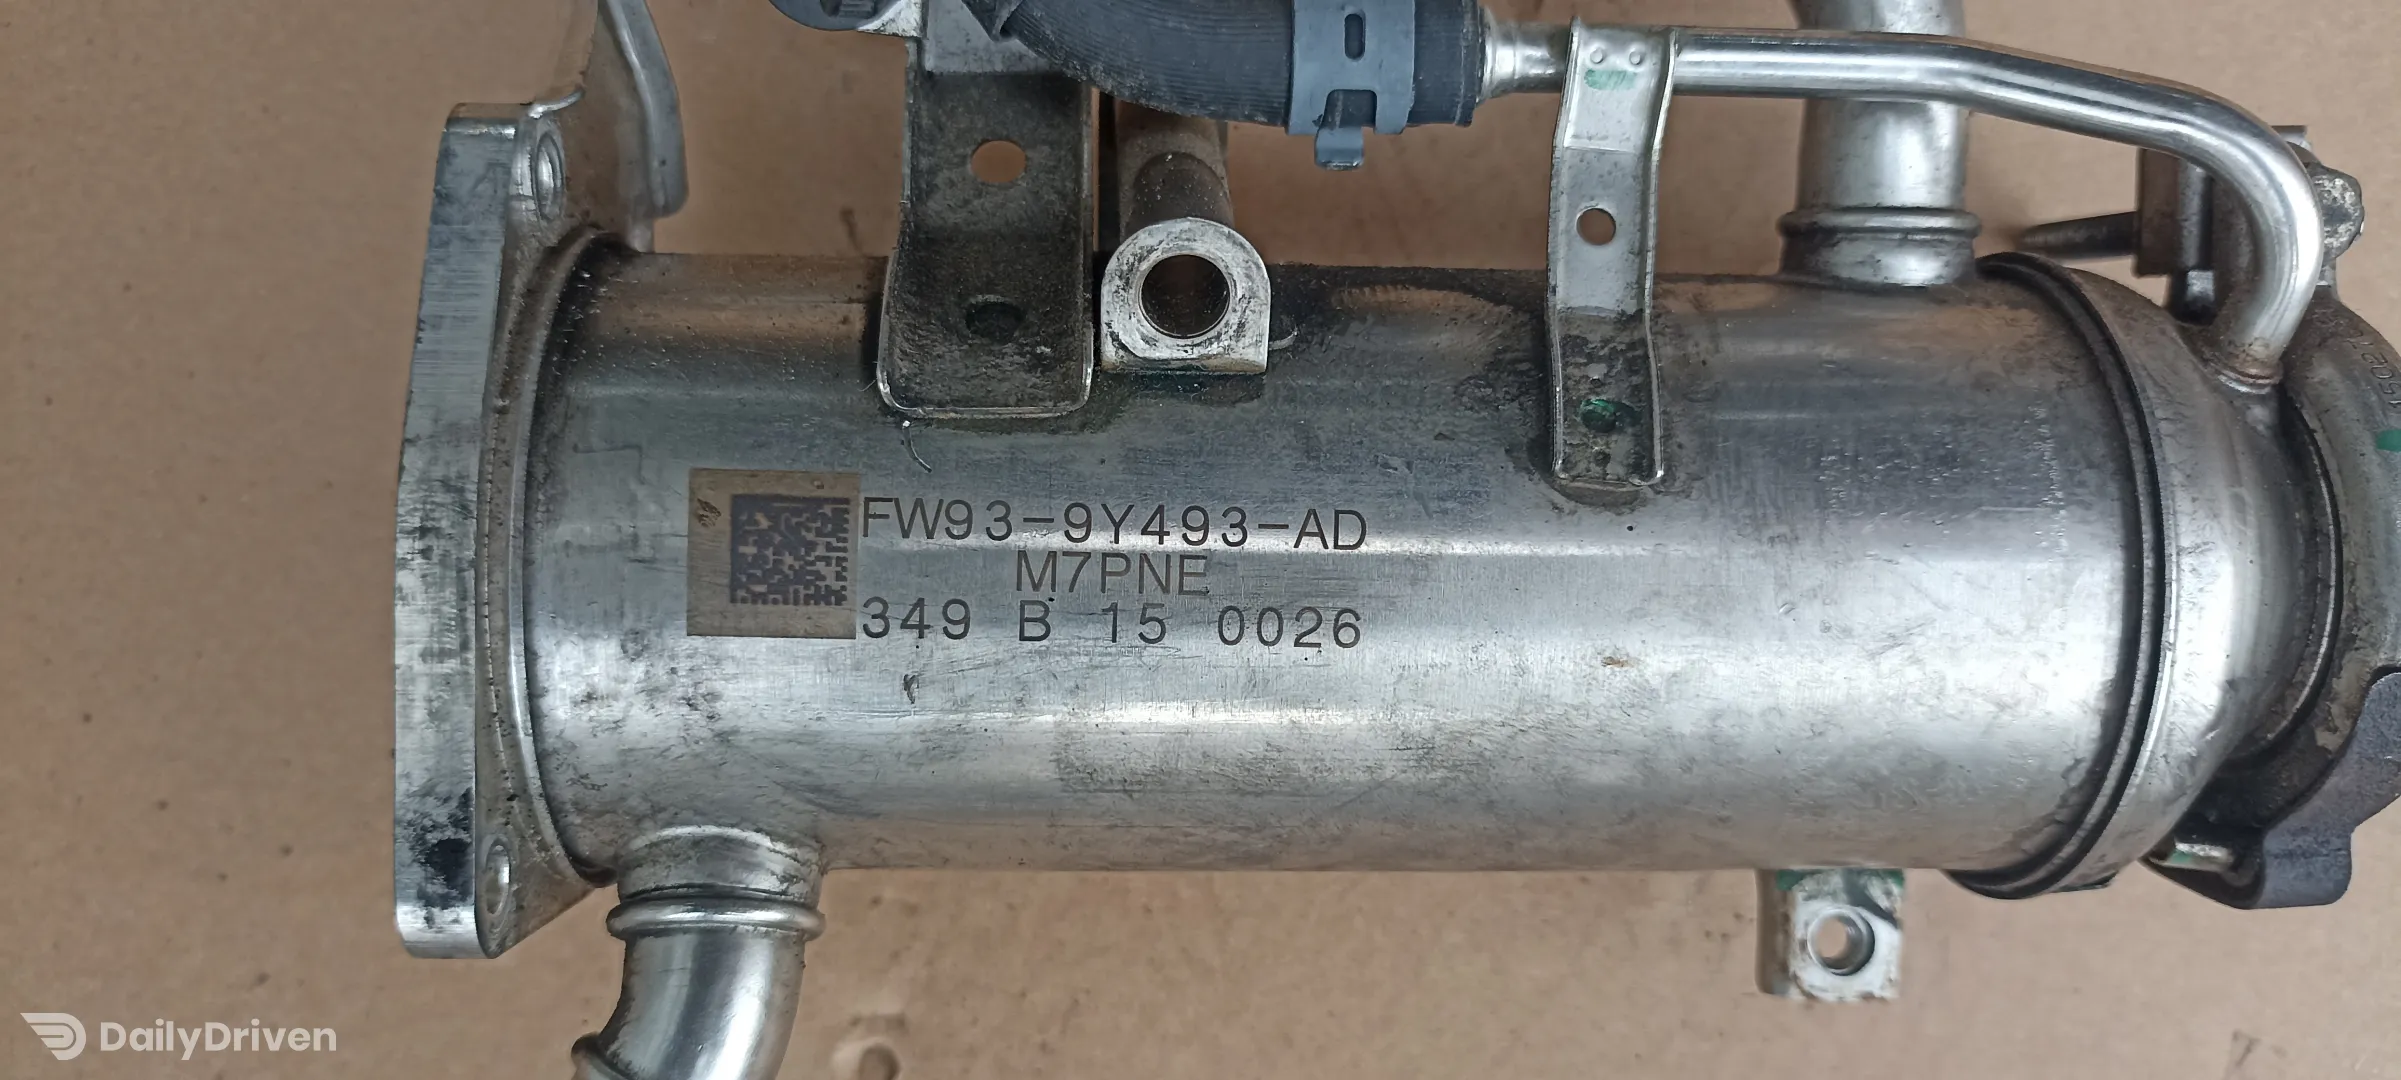 FW93-9Y493-AD
M7PNE
349 B 15 0026
DailyDriven